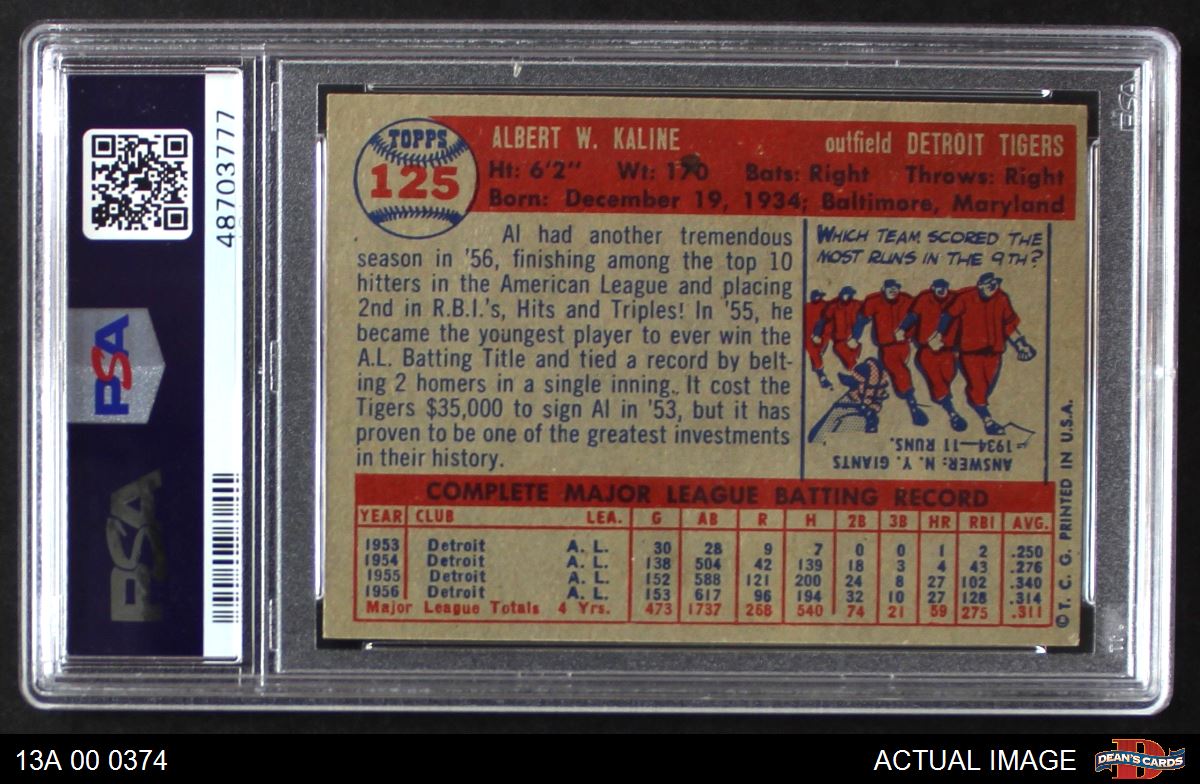 48703777
PSA
PSA
TOPPS
125
ALBERT W. KALINE outfield DETROIT TIGERS
Ht: 6'2" Wt: 170 Bats: Right Throws: Right
Born: December 19, 1934; Baltimore, Maryland
Al had another tremendous
season in '56, finishing among the top 10
hitters in the American League and placing
2nd in R.B.I.'s, Hits and Triples! In '55, he
became the youngest player to ever win the
A.L. Batting Title and tied a record by belt-
ing 2 homers in a single inning. It cost the
Tigers $35,000 to sign Al in '53, but it has
proven to be one of the greatest investments
in their history.
WHICH TEAM SCORED THE
MOST RUNS IN THE 9TH?
ANSWER: N. Y. GIANTS
1934—11 RUNS.
COMPLETE MAJOR LEAGUE BATTING RECORD
YEAR CLUB LEA. G AB R H 2B 3B HR RBI AVG.
1953 Detroit A. L. 30 28 9 7 0 0 1 2 .250
1954 Detroit A. L. 138 504 42 139 18 3 4 43 .276
1955 Detroit A. L. 152 588 121 200 24 8 27 102 .340
1956 Detroit A. L. 153 617 96 194 32 10 27 128 .314
Major League Totals 4 Yrs. 473 1737 268 540 74 21 59 275 .311
© T. C. G. PRINTED IN U.S.A.
PSA
13A 00 0374
ACTUAL IMAGE
DEAN'S CARDS